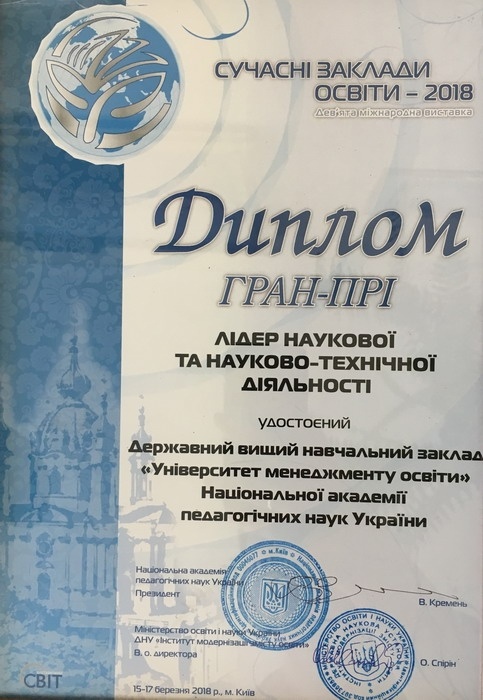 СУЧАСНІ ЗАКЛАДИ
ОСВІТИ – 2018
Дев'ята міжнародна виставка
Диплом
ГРАН-ПРІ
ЛІДЕР НАУКОВОЇ
ТА НАУКОВО-ТЕХНІЧНОЇ
ДІЯЛЬНОСТІ
удостоєний
Державний вищий навчальний заклад
«Університет менеджменту освіти»
Національної академії
педагогічних наук України
Національна академія
педагогічних наук України
Президент
В. Кремень
Міністерство освіти і науки України
ДНУ «Інститут модернізації змісту освіти»
В. о. директора
О. Спірін
СВІТ
15-17 березня 2018 р., м. Київ